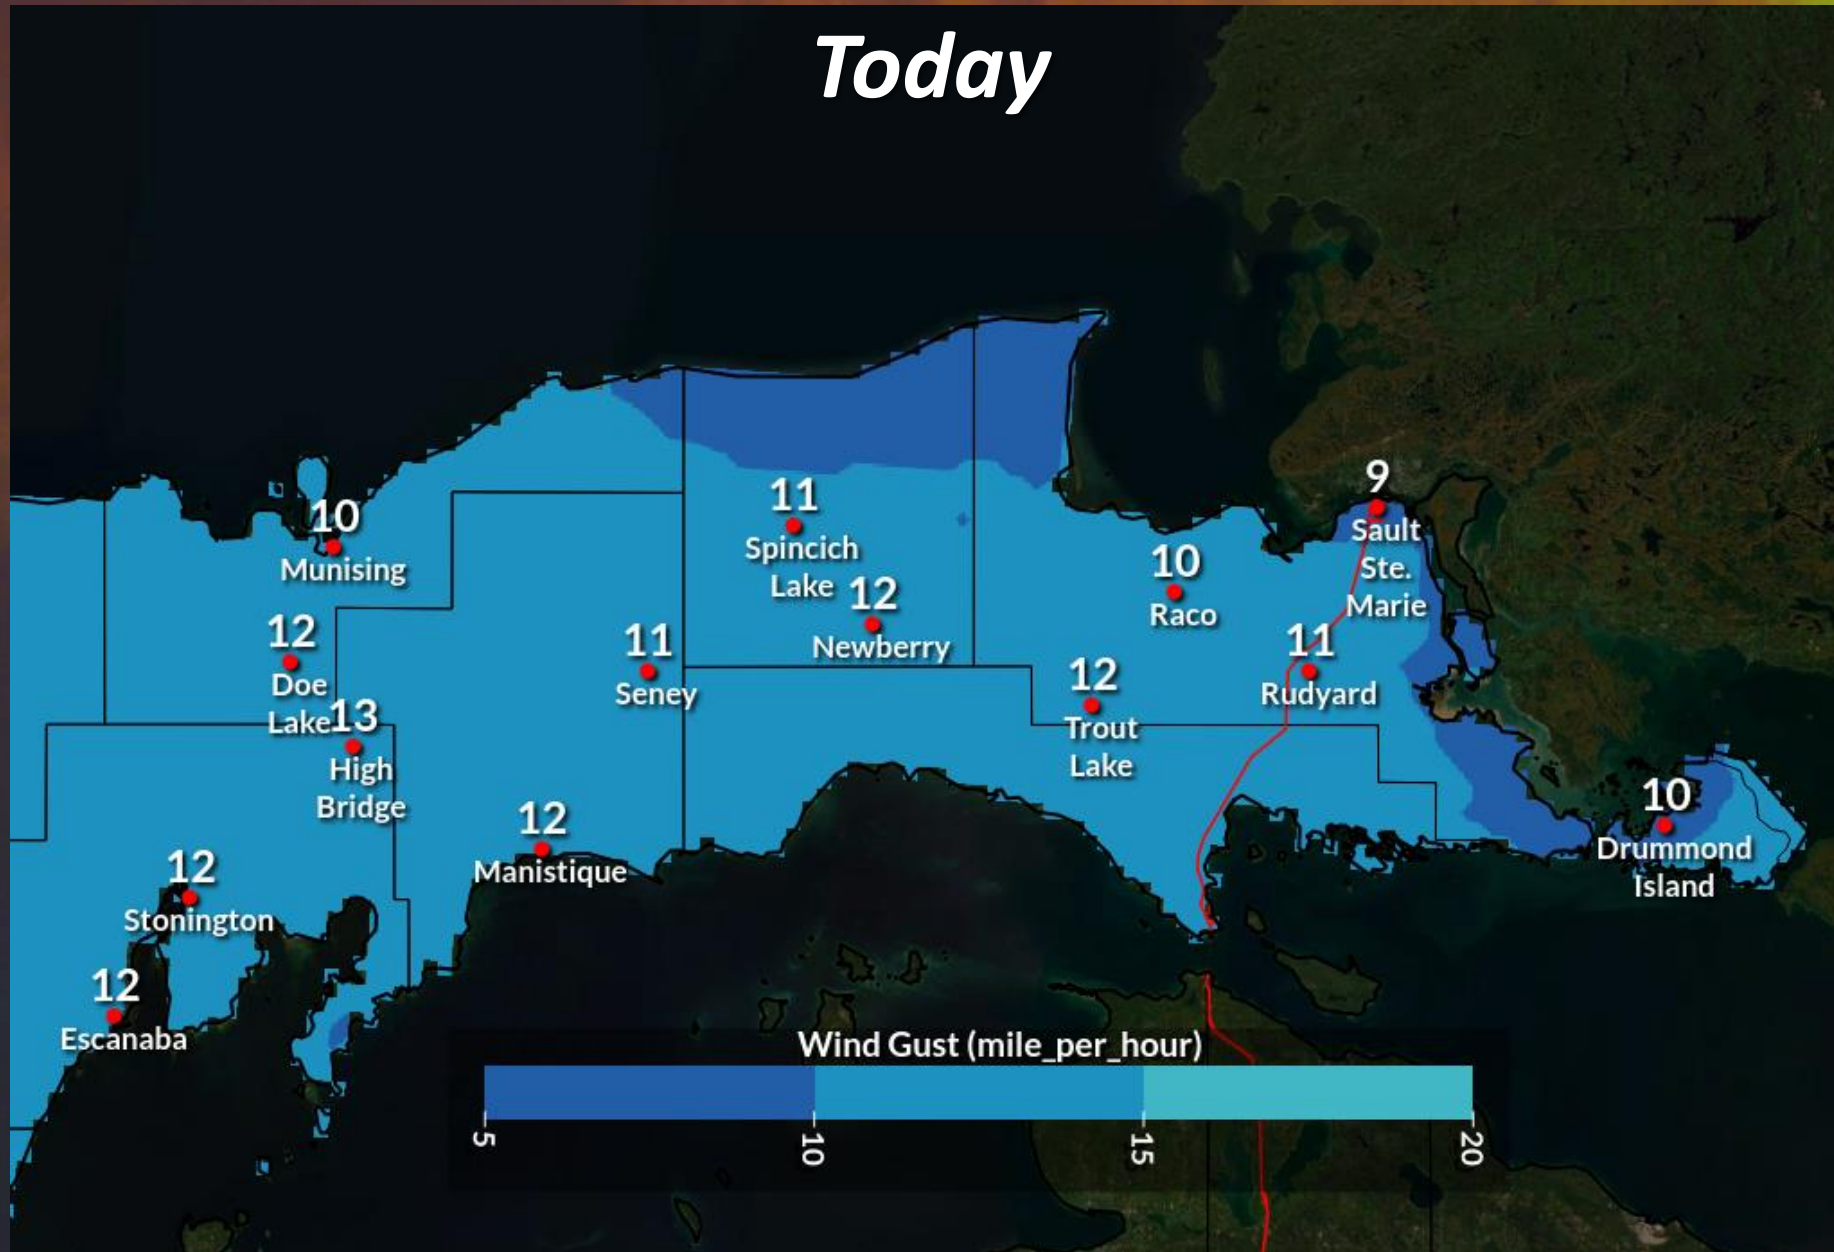 Today
9
Sault
Ste.
Marie
10
Munising
11
Spincich
Lake
12
Newberry
10
Raco
12
Doe
Lake
11
Seney
11
Rudyard
12
Trout
Lake
13
High
Bridge
12
Manistique
10
Drummond
Island
12
Stonington
12
Escanaba
Wind Gust (mile_per_hour)
5
10
15
20